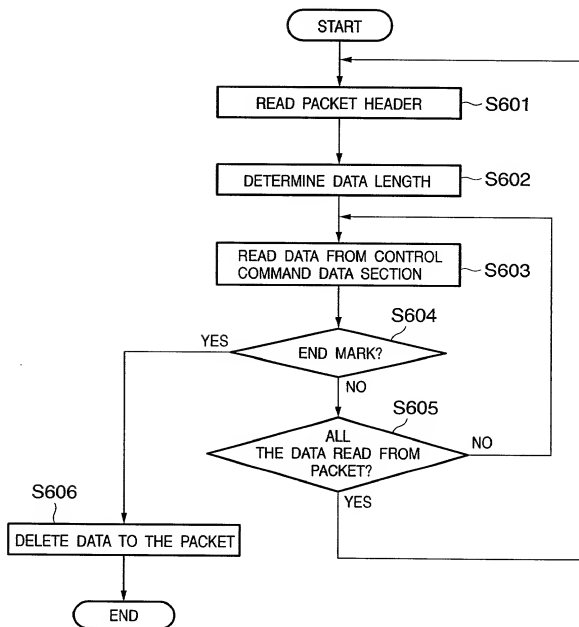 START
READ PACKET HEADER
S601
DETERMINE DATA LENGTH
S602
READ DATA FROM CONTROL
COMMAND DATA SECTION
S603
S604
YES
END MARK?
NO
S605
ALL
THE DATA READ FROM
PACKET?
NO
YES
S606
DELETE DATA TO THE PACKET
END